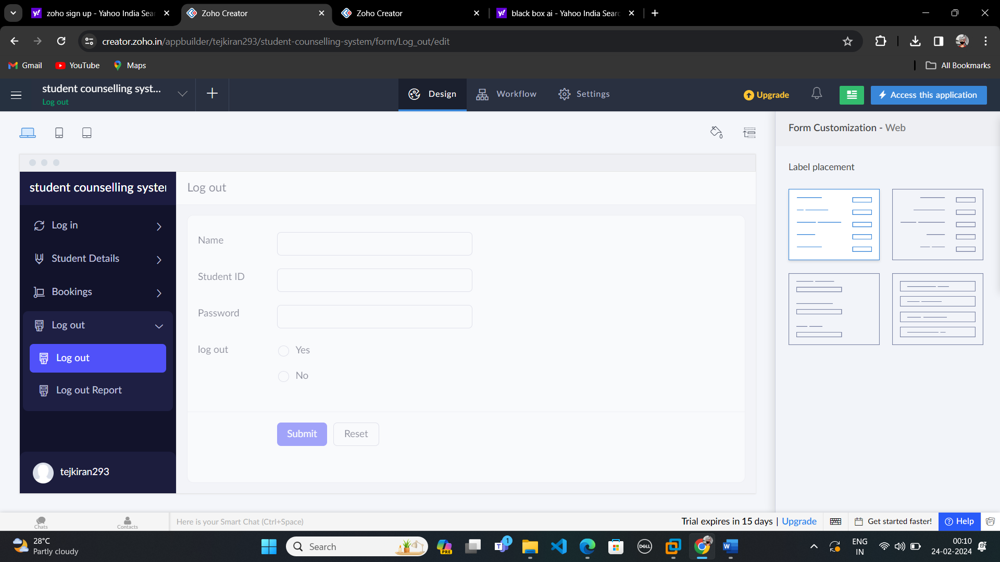 zoho sign up - Yahoo India Sear
Zoho Creator
Zoho Creator
black box ai - Yahoo India Searc
creator.zoho.in/appbuilder/tejkiran293/student-counselling-system/form/Log_out/edit
Gmail
YouTube
Maps
All Bookmarks
student counselling syst...
Log out
Design
Workflow
Settings
Upgrade
Access this application
Form Customization - Web
Label placement
student counselling system
Log out
Log in
Student Details
Bookings
Log out
Log out
Log out Report
tejkiran293
Name
Student ID
Password
log out
Yes
No
Submit
Reset
Chats
Contacts
Here is your Smart Chat (Ctrl+Space)
Trial expires in 15 days | Upgrade
Get started faster!
Help
28°C
Partly cloudy
Search
PRE
1
DELL
W
ENG
IN
00:10
24-02-2024